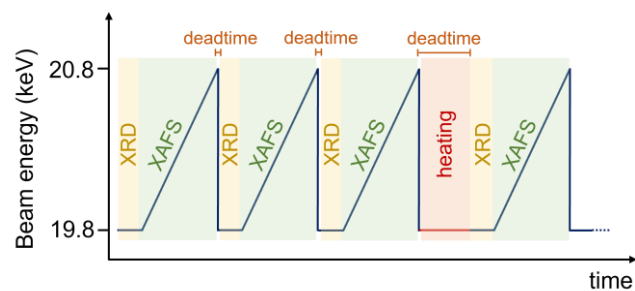 deadtime deadtime deadtime
20.8
Beam energy (keV)
XRD XAFS XRD XAFS XRD XAFS heating XRD XAFS
19.8
time